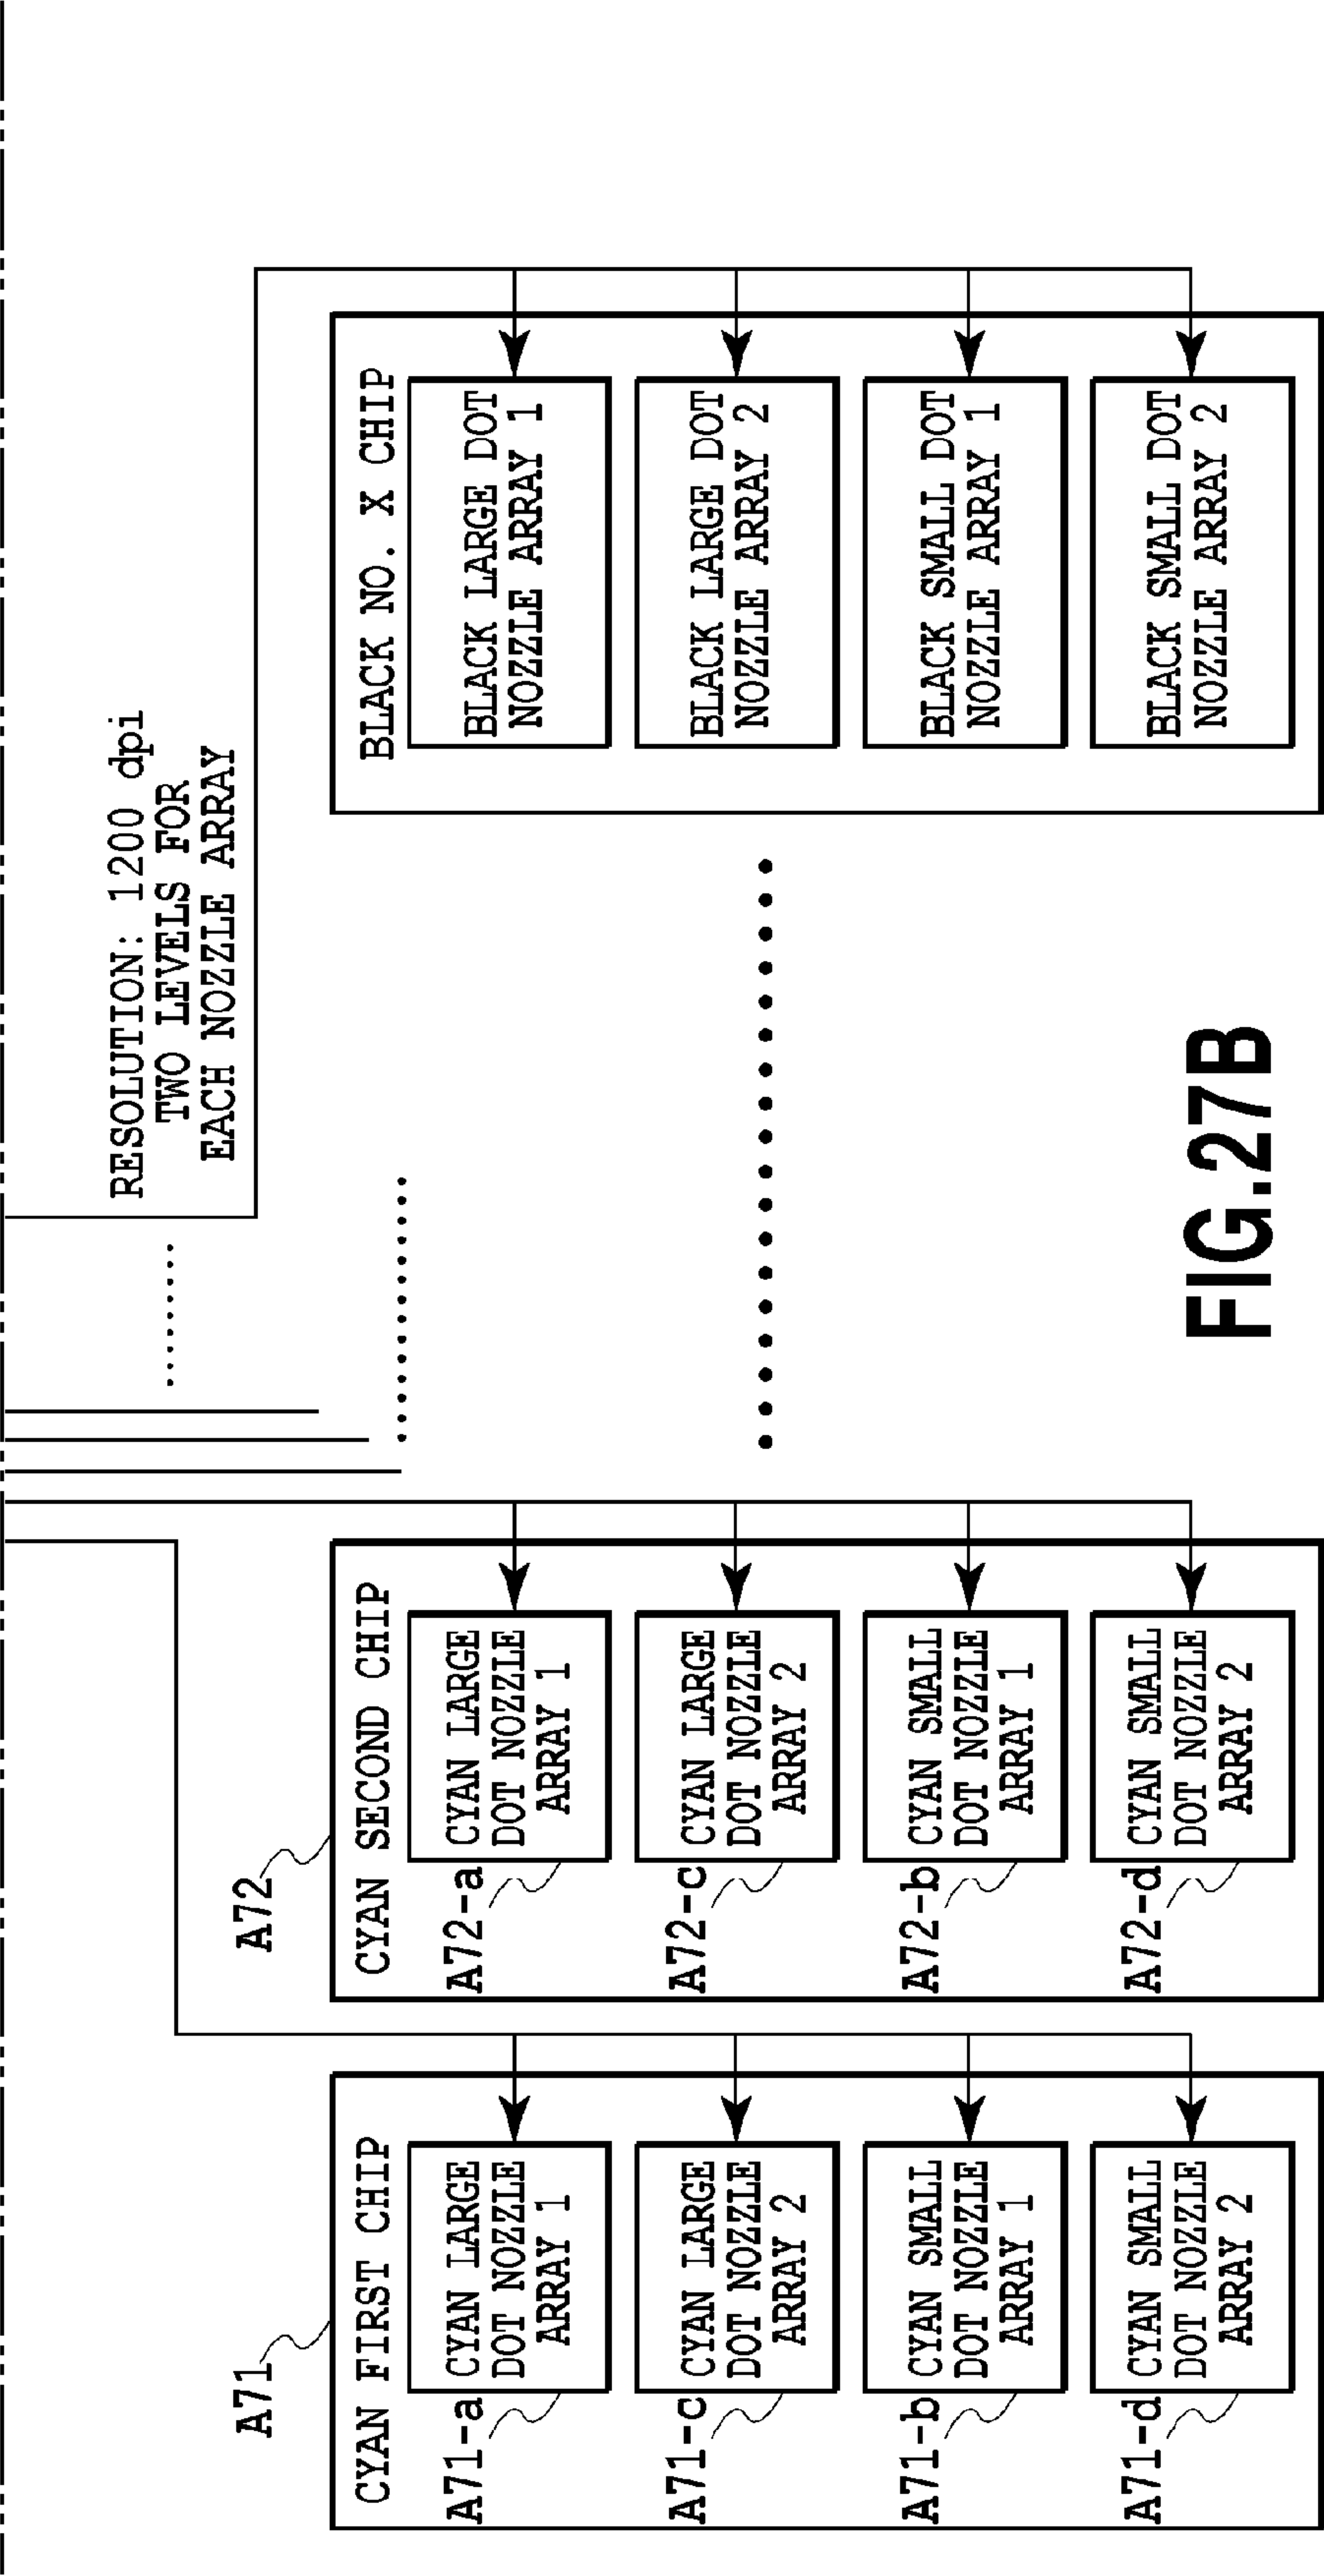 RESOLUTION: 1200 dpi
TWO LEVELS FOR
EACH NOZZLE ARRAY
A71
CYAN FIRST CHIP
A71-a
CYAN LARGE
DOT NOZZLE
ARRAY 1
A71-c
CYAN LARGE
DOT NOZZLE
ARRAY 2
A71-b
CYAN SMALL
DOT NOZZLE
ARRAY 1
A71-d
CYAN SMALL
DOT NOZZLE
ARRAY 2
A72
CYAN SECOND CHIP
A72-a
CYAN LARGE
DOT NOZZLE
ARRAY 1
A72-c
CYAN LARGE
DOT NOZZLE
ARRAY 2
A72-b
CYAN SMALL
DOT NOZZLE
ARRAY 1
A72-d
CYAN SMALL
DOT NOZZLE
ARRAY 2
BLACK NO. X CHIP
BLACK LARGE DOT
NOZZLE ARRAY 1
BLACK LARGE DOT
NOZZLE ARRAY 2
BLACK SMALL DOT
NOZZLE ARRAY 1
BLACK SMALL DOT
NOZZLE ARRAY 2
FIG.27B